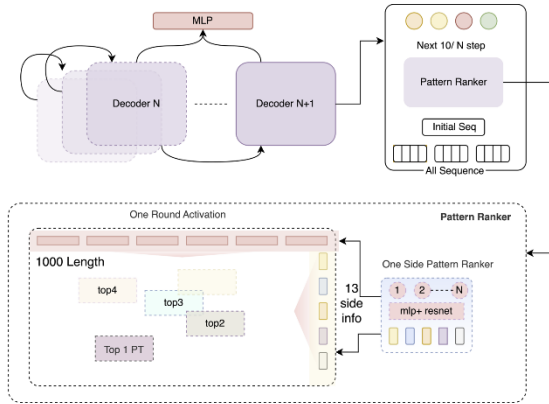 MLP
Decoder N
Decoder N+1
Next 10/ N step
Pattern Ranker
Initial Seq
All Sequence
One Round Activation
Pattern Ranker
1000 Length
One Side Pattern Ranker
top4
top3
top2
Top 1 PT
13
side
info
1
2
N
mlp+ resnet